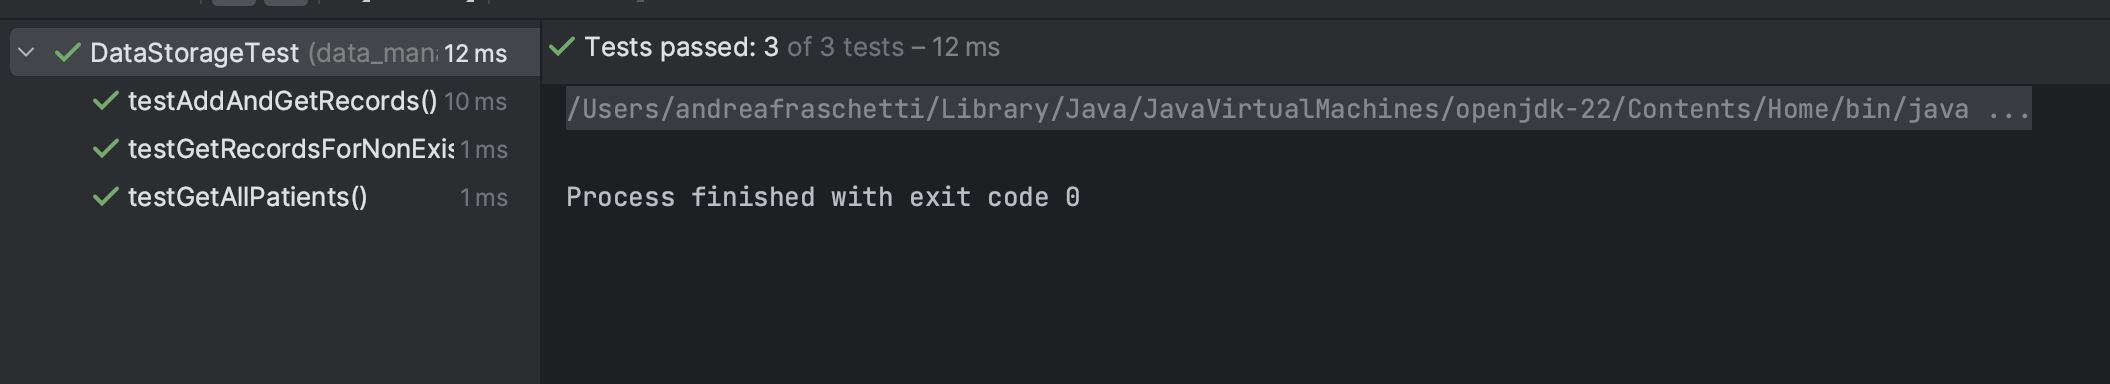 DataStorageTest (data_man 12 ms
testAddAndGetRecords() 10 ms
testGetRecordsForNonExis 1 ms
testGetAllPatients() 1 ms
Tests passed: 3 of 3 tests – 12 ms
/Users/andreafraschetti/Library/Java/JavaVirtualMachines/openjdk-22/Contents/Home/bin/java ...
Process finished with exit code 0